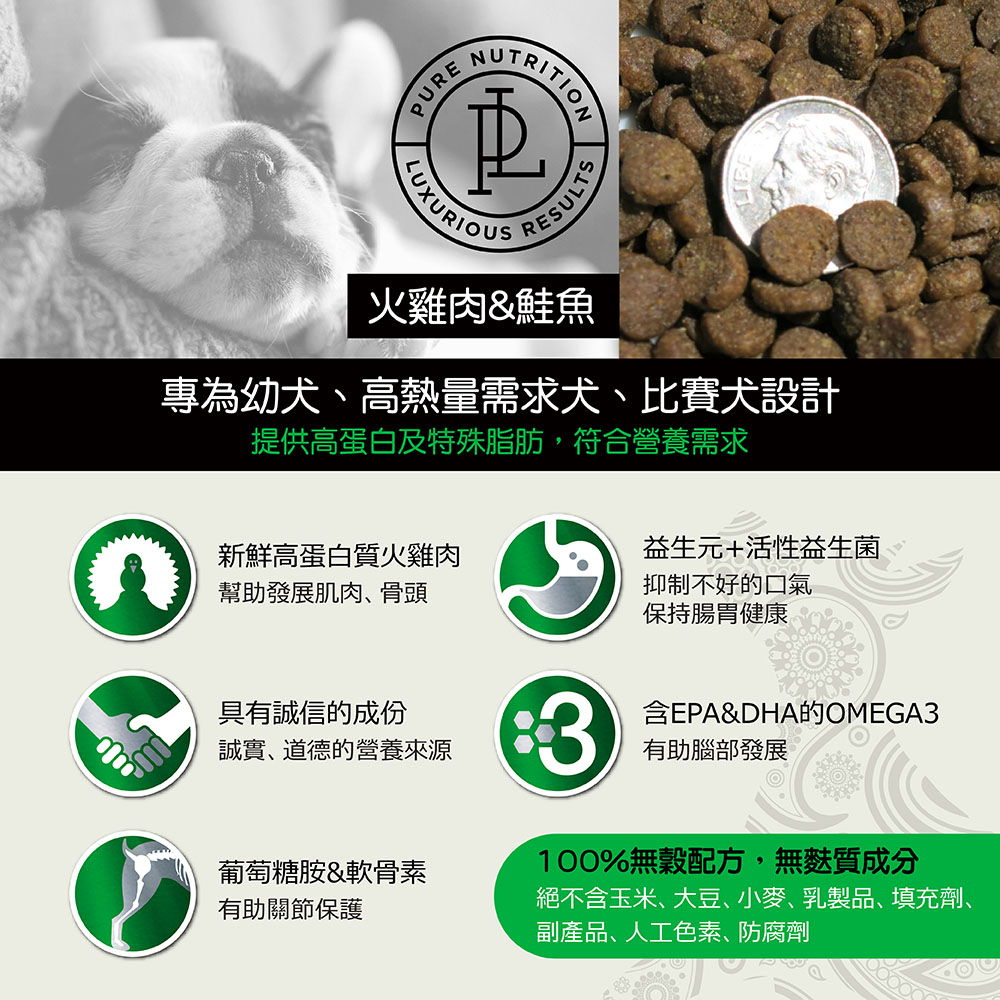 PURE NUTRITION
PL
LUXURIOUS RESULTS
LIBE
火雞肉&鮭魚
專為幼犬、高熱量需求犬、比賽犬設計
提供高蛋白及特殊脂肪，符合營養需求
新鮮高蛋白質火雞肉
幫助發展肌肉、骨頭
益生元+活性益生菌
抑制不好的口氣
保持腸胃健康
具有誠信的成份
誠實、道德的營養來源
3
含EPA&DHA的OMEGA3
有助腦部發展
葡萄糖胺&軟骨素
有助關節保護
100%無穀配方，無麩質成分
絕不含玉米、大豆、小麥、乳製品、填充劑、
副產品、人工色素、防腐劑